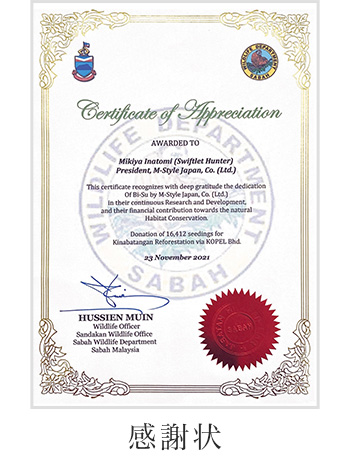 WILDLIFE DEPARTMENT
SABAH
Certificate of Appreciation
AWARDED TO
Mikiya Inatomi (Swiftlet Hunter)
President, M-Style Japan, Co. (Ltd.)
This certificate recognizes with deep gratitude the dedication
Of Bi-Su by M-Style Japan, Co. (Ltd.)
in their continuous Research and Development,
and their financial contribution towards the natural
Habitat Conservation.
Donation of 16,412 seedings for
Kinabatangan Reforestation via KOPEL Bhd.
23 November 2021
WILDLIFE DEPARTMENT
SABAH
HUSSIEN MUIN
Wildlife Officer
Sandakan Wildlife Office
Sabah Wildlife Department
Sabah Malaysia
SABAH
感謝状